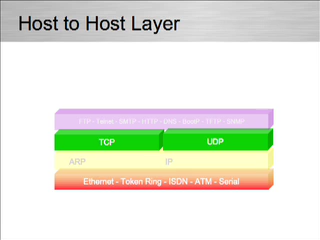 Host to Host Layer
FTP - Telnet - SMTP - HTTP - DNS - BootP - TFTP - SNMP
TCP UDP
ARP IP
Ethernet - Token Ring - ISDN - ATM - Serial